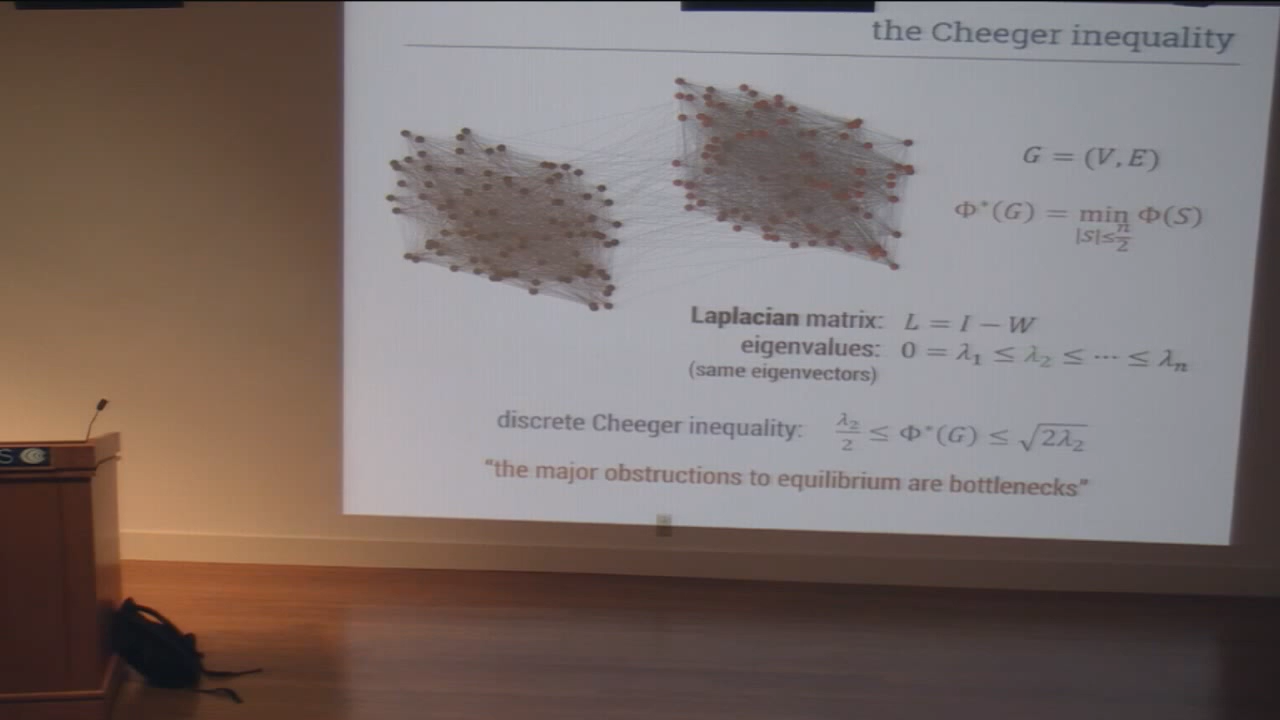 the Cheeger inequality
G = (V, E)
Φ*(G) = min Φ(S)
|S|≤n/2
Laplacian matrix: L = I − W
eigenvalues: 0 = λ₁ ≤ λ₂ ≤ ⋯ ≤ λₙ
(same eigenvectors)
discrete Cheeger inequality: λ₂/2 ≤ Φ*(G) ≤ √2λ₂
"the major obstructions to equilibrium are bottlenecks"
S